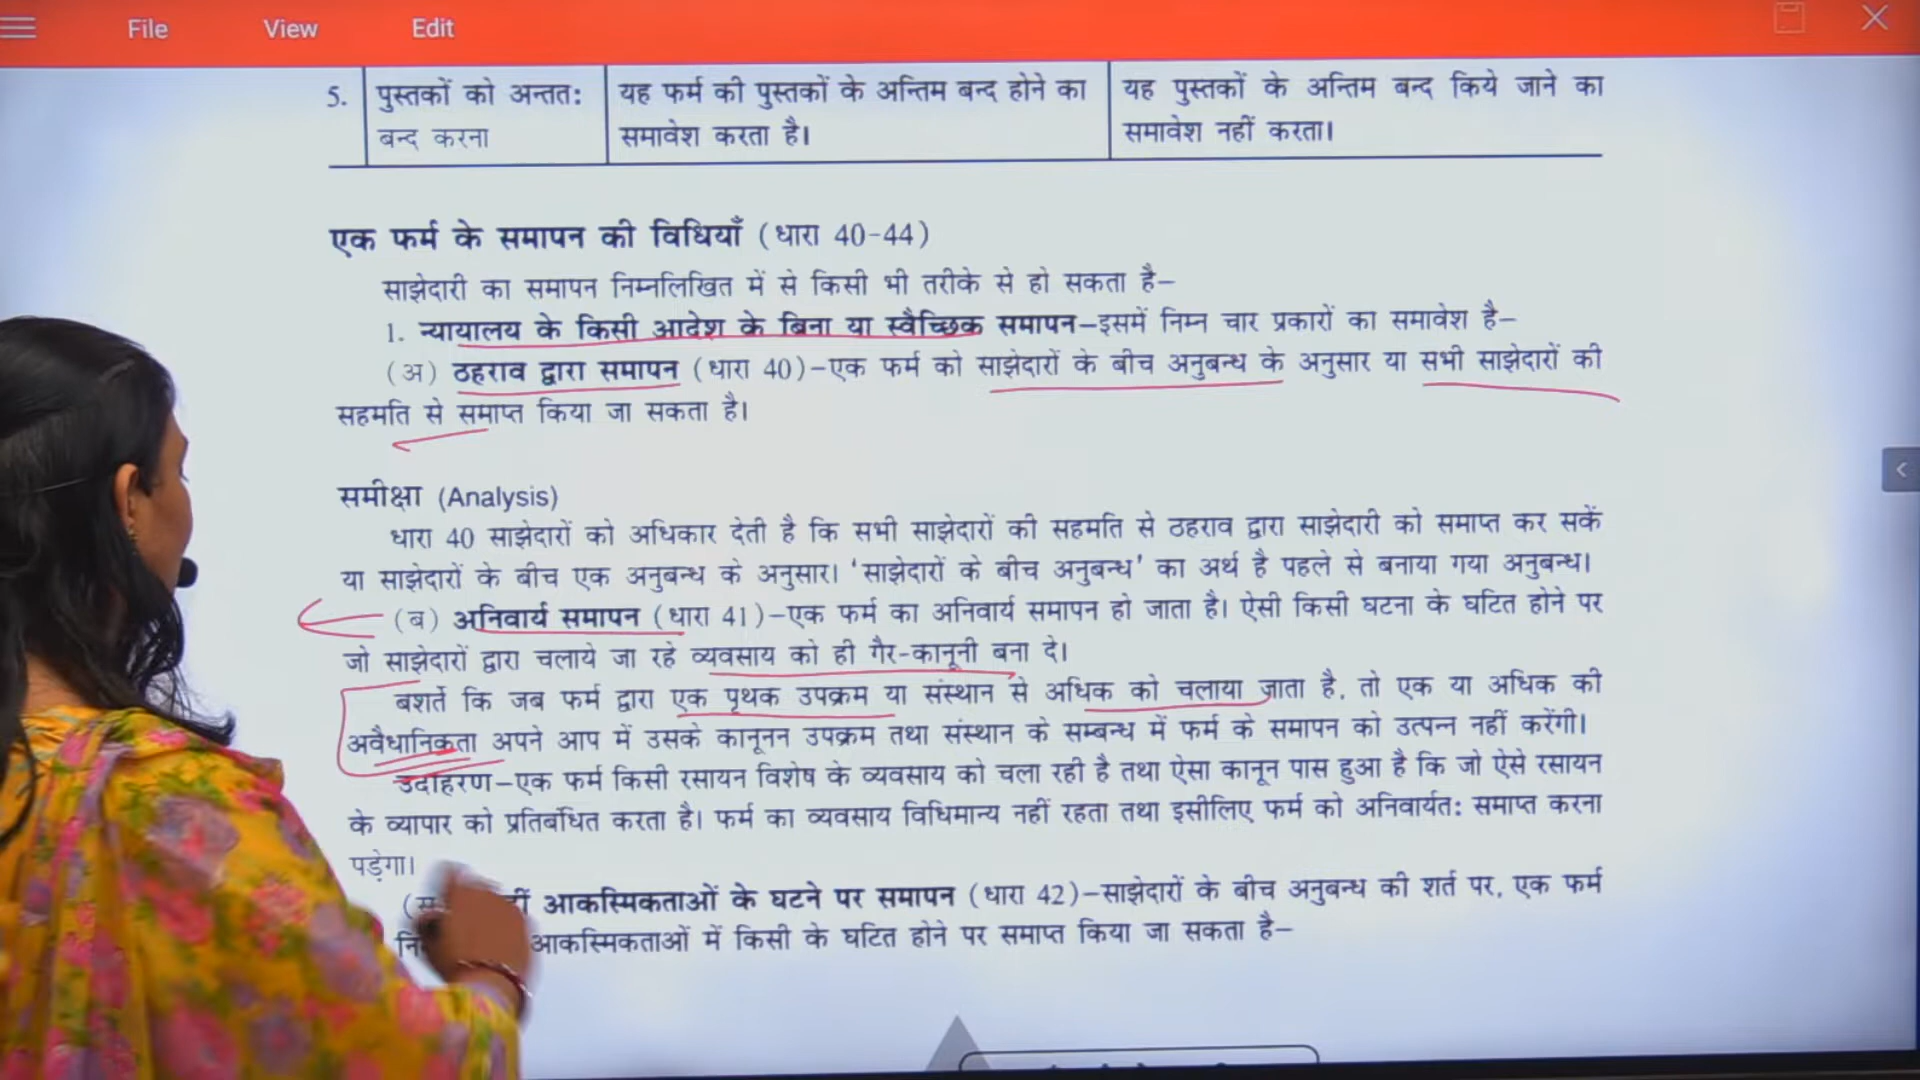 File View Edit
5. पुस्तकों को अन्ततः यह फर्म की पुस्तकों के अन्तिम बन्द होने का यह पुस्तकों के अन्तिम बन्द किये जाने का
बन्द करना समावेश करता है। समावेश नहीं करता।
एक फर्म के समापन की विधियाँ (धारा 40-44)
साझेदारी का समापन निम्नलिखित में से किसी भी तरीके से हो सकता है–
1. न्यायालय के किसी आदेश के बिना या स्वैच्छिक समापन–इसमें निम्न चार प्रकारों का समावेश है–
(अ) ठहराव द्वारा समापन (धारा 40)–एक फर्म को साझेदारों के बीच अनुबन्ध के अनुसार या सभी साझेदारों की
सहमति से समाप्त किया जा सकता है।
समीक्षा (Analysis)
धारा 40 साझेदारों को अधिकार देती है कि सभी साझेदारों की सहमति से ठहराव द्वारा साझेदारी को समाप्त कर सकें
या साझेदारों के बीच एक अनुबन्ध के अनुसार। 'साझेदारों के बीच अनुबन्ध' का अर्थ है पहले से बनाया गया अनुबन्ध।
(ब) अनिवार्य समापन (धारा 41)–एक फर्म का अनिवार्य समापन हो जाता है। ऐसी किसी घटना के घटित होने पर
जो साझेदारों द्वारा चलाये जा रहे व्यवसाय को ही गैर-कानूनी बना दे।
बशर्ते कि जब फर्म द्वारा एक पृथक उपक्रम या संस्थान से अधिक को चलाया जाता है, तो एक या अधिक की
अवैधानिकता अपने आप में उसके कानूनन उपक्रम तथा संस्थान के सम्बन्ध में फर्म के समापन को उत्पन्न नहीं करेंगी।
उदाहरण–एक फर्म किसी रसायन विशेष के व्यवसाय को चला रही है तथा ऐसा कानून पास हुआ है कि जो ऐसे रसायन
के व्यापार को प्रतिबंधित करता है। फर्म का व्यवसाय विधिमान्य नहीं रहता तथा इसीलिए फर्म को अनिवार्यतः समाप्त करना
पड़ेगा।
आकस्मिकताओं के घटने पर समापन (धारा 42)–साझेदारों के बीच अनुबन्ध की शर्त पर, एक फर्म
आकस्मिकताओं में किसी के घटित होने पर समाप्त किया जा सकता है–